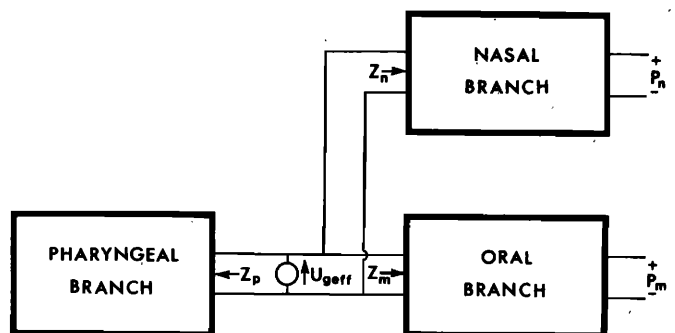 NASAL
BRANCH
Zn
+
Pn
-
PHARYNGEAL
BRANCH
Zp
Ugeff
Zm
ORAL
BRANCH
+
Pm
-